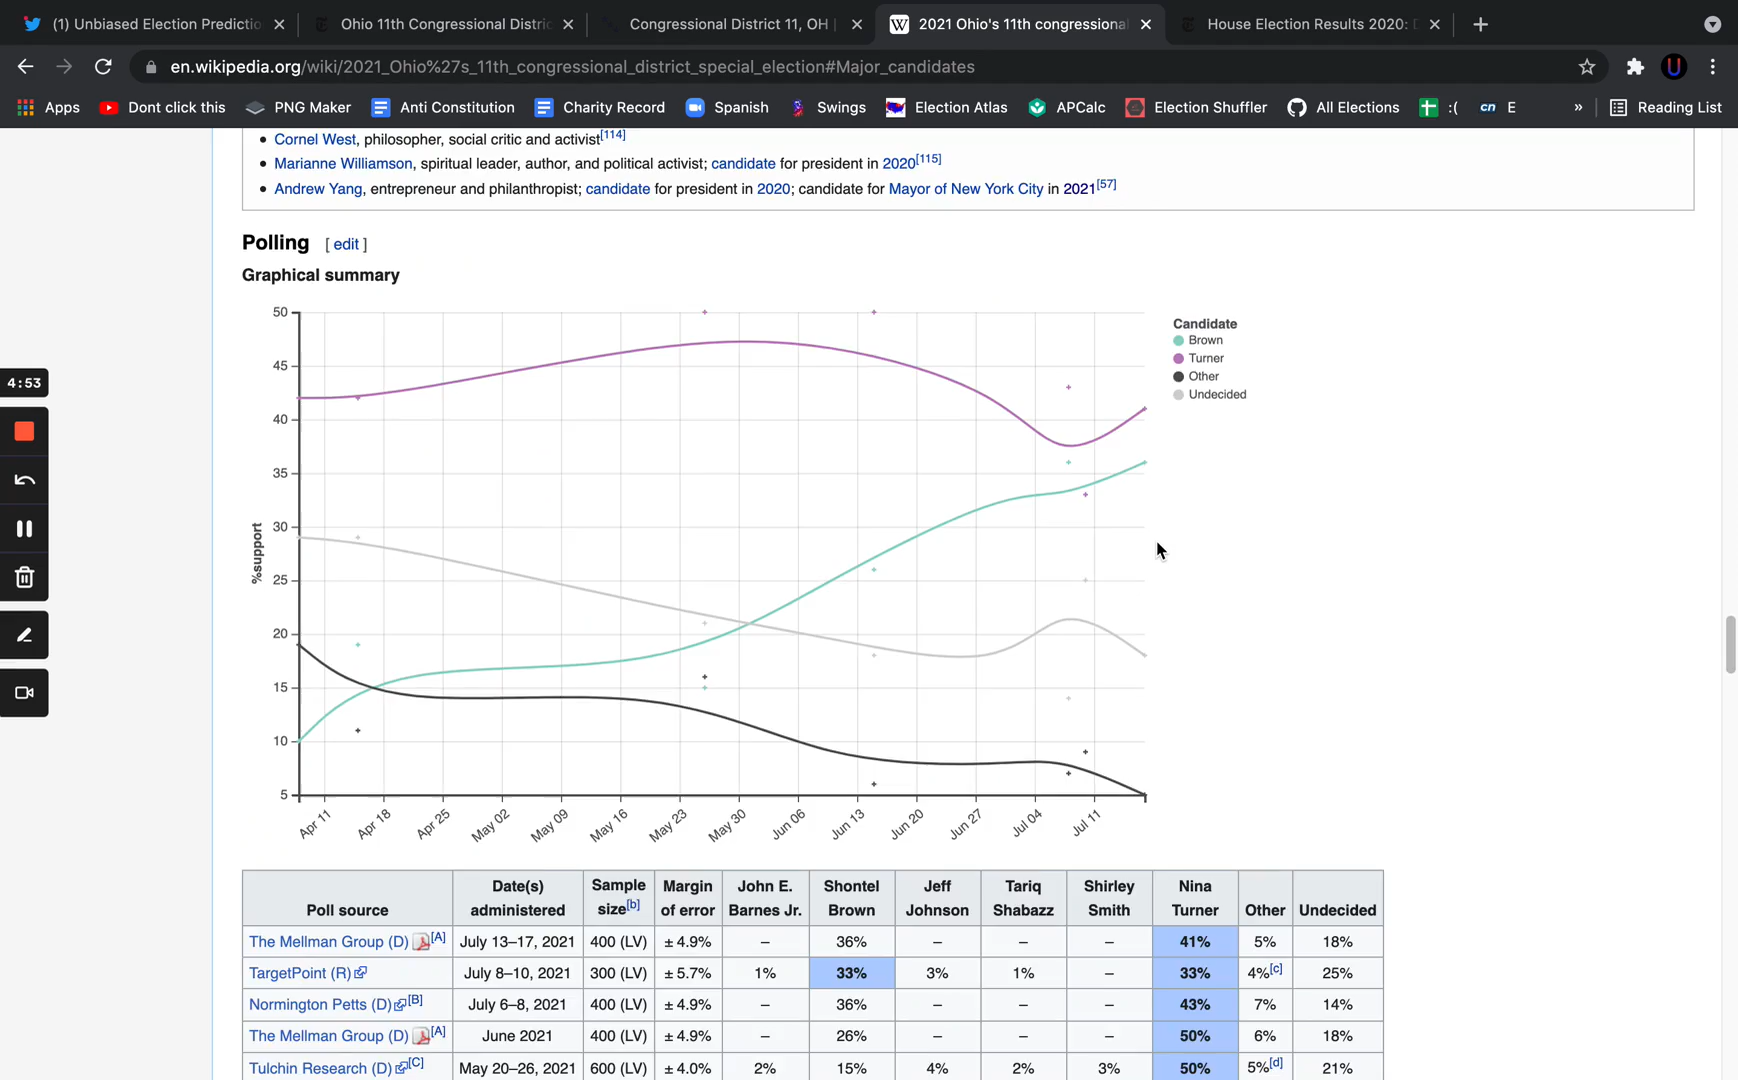 (1) Unbiased Election Predictio
Ohio 11th Congressional Distric
Congressional District 11, OH |
2021 Ohio's 11th congressional
House Election Results 2020: D
en.wikipedia.org/wiki/2021_Ohio%27s_11th_congressional_district_special_election#Major_candidates
U
Apps Dont click this PNG Maker Anti Constitution Charity Record Spanish Swings Election Atlas APCalc Election Shuffler All Elections :( cn E » Reading List
Cornel West, philosopher, social critic and activist[114]
Marianne Williamson, spiritual leader, author, and political activist; candidate for president in 2020[115]
Andrew Yang, entrepreneur and philanthropist; candidate for president in 2020; candidate for Mayor of New York City in 2021[57]
Polling [ edit ]
Graphical summary
4:53
50
45
40
35
30
25
20
15
10
5
%support
Apr 11 Apr 18 Apr 25 May 02 May 09 May 16 May 23 May 30 Jun 06 Jun 13 Jun 20 Jun 27 Jul 04 Jul 11
Candidate
Brown
Turner
Other
Undecided
Poll source Date(s) administered Sample size[b] Margin of error John E. Barnes Jr. Shontel Brown Jeff Johnson Tariq Shabazz Shirley Smith Nina Turner Other Undecided
The Mellman Group (D) [A] July 13–17, 2021 400 (LV) ± 4.9% – 36% – – – 41% 5% 18%
TargetPoint (R) July 8–10, 2021 300 (LV) ± 5.7% 1% 33% 3% 1% – 33% 4%[c] 25%
Normington Petts (D) [B] July 6–8, 2021 400 (LV) ± 4.9% – 36% – – – 43% 7% 14%
The Mellman Group (D) [A] June 2021 400 (LV) ± 4.9% – 26% – – – 50% 6% 18%
Tulchin Research (D) [C] May 20–26, 2021 600 (LV) ± 4.0% 2% 15% 4% 2% 3% 50% 5%[d] 21%